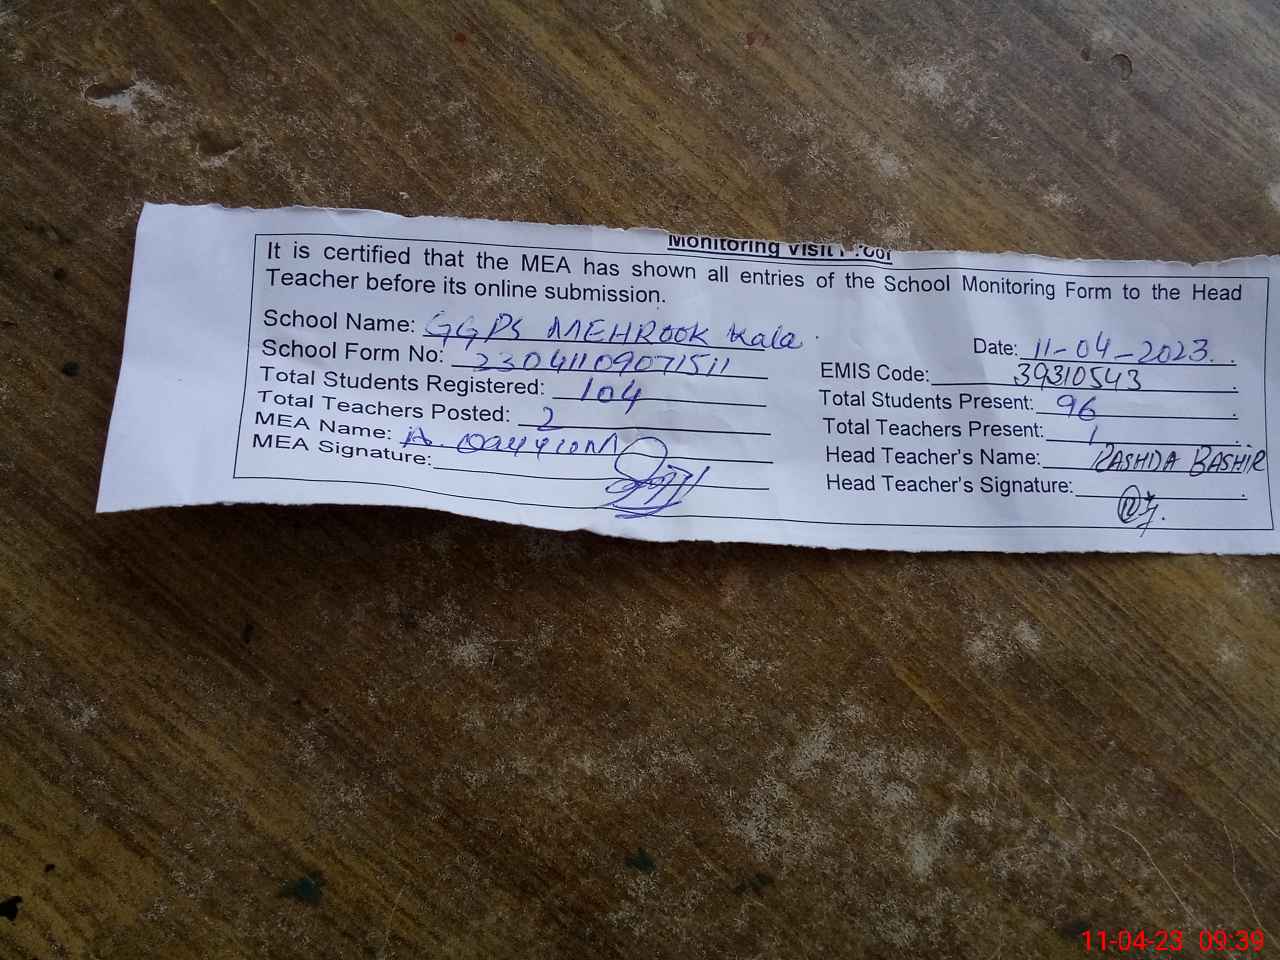 Monitoring Visit Proof
It is certified that the MEA has shown all entries of the School Monitoring Form to the Head
Teacher before its online submission.
School Name: GGPS MEHROOK Kala
Date: 11-04-2023
School Form No: 23041109071511
EMIS Code: 39310543
Total Students Registered: 104
Total Students Present: 96
Total Teachers Posted: 2
Total Teachers Present: 1
MEA Name: A.
Head Teacher's Name: RASHIDA BASHIR
MEA Signature:
Head Teacher's Signature:
11-04-23 09:39